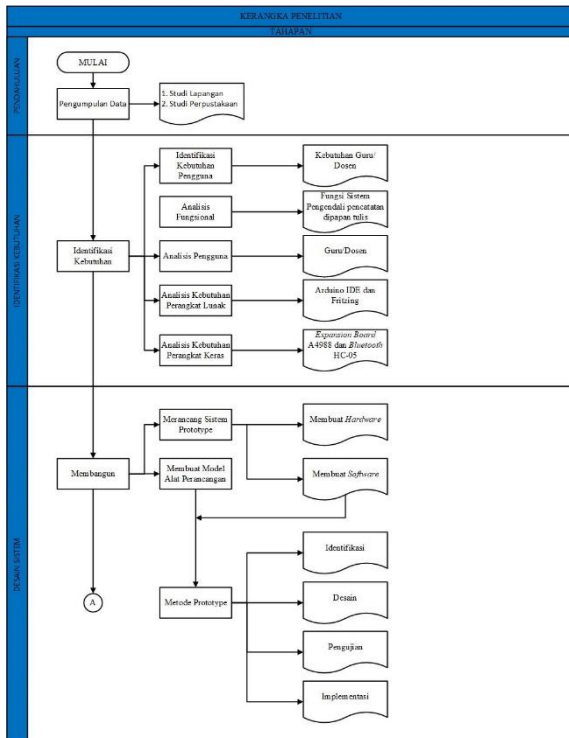 KERANGKA PENELITIAN
TAHAPAN
PENDAHULUAN
MULAI
Pengumpulan Data
1. Studi Lapangan
2. Studi Perpustakaan
IDENTIFIKASI KEBUTUHAN
Identifikasi
Kebutuhan
Identifikasi
Kebutuhan
Pengguna
Kebutuhan Guru/
Dosen
Analisis
Fungsional
Fungsi Sistem
Pengendali pencatatan
dipapan tulis
Analisis Pengguna
Guru/Dosen
Analisis Kebutuhan
Perangkat Lunak
Arduino IDE dan
Fritzing
Analisis Kebutuhan
Perangkat Keras
Expansion Board
A4988 dan Bluetooth
HC-05
DESAIN SISTEM
Membangun
Merancang Sistem
Prototype
Membuat Hardware
Membuat Model
Alat Perancangan
Membuat Software
A
Metode Prototype
Identifikasi
Desain
Pengujian
Implementasi